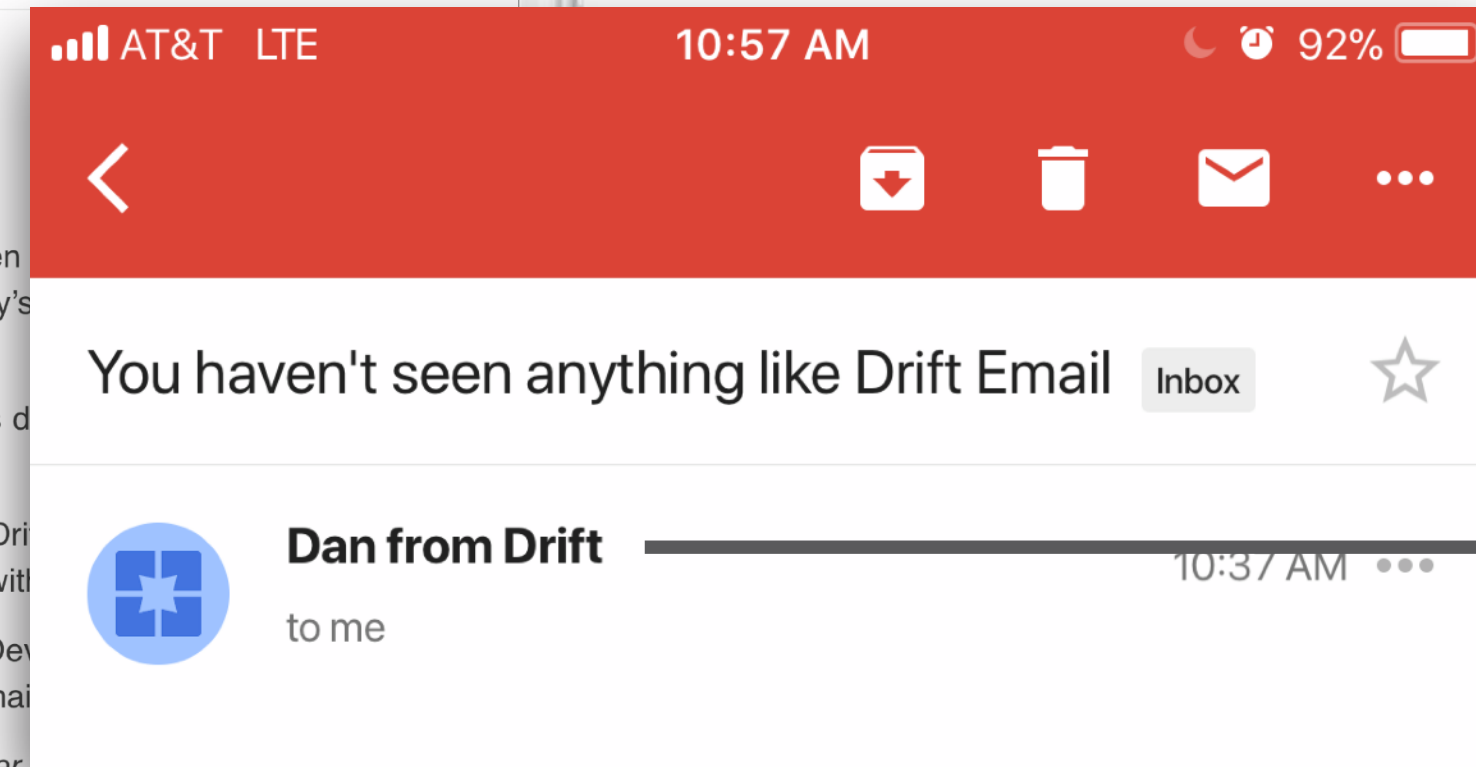 AT&T LTE 10:57 AM 92%
You haven't seen anything like Drift Email Inbox
Dan from Drift
10:37 AM
to me